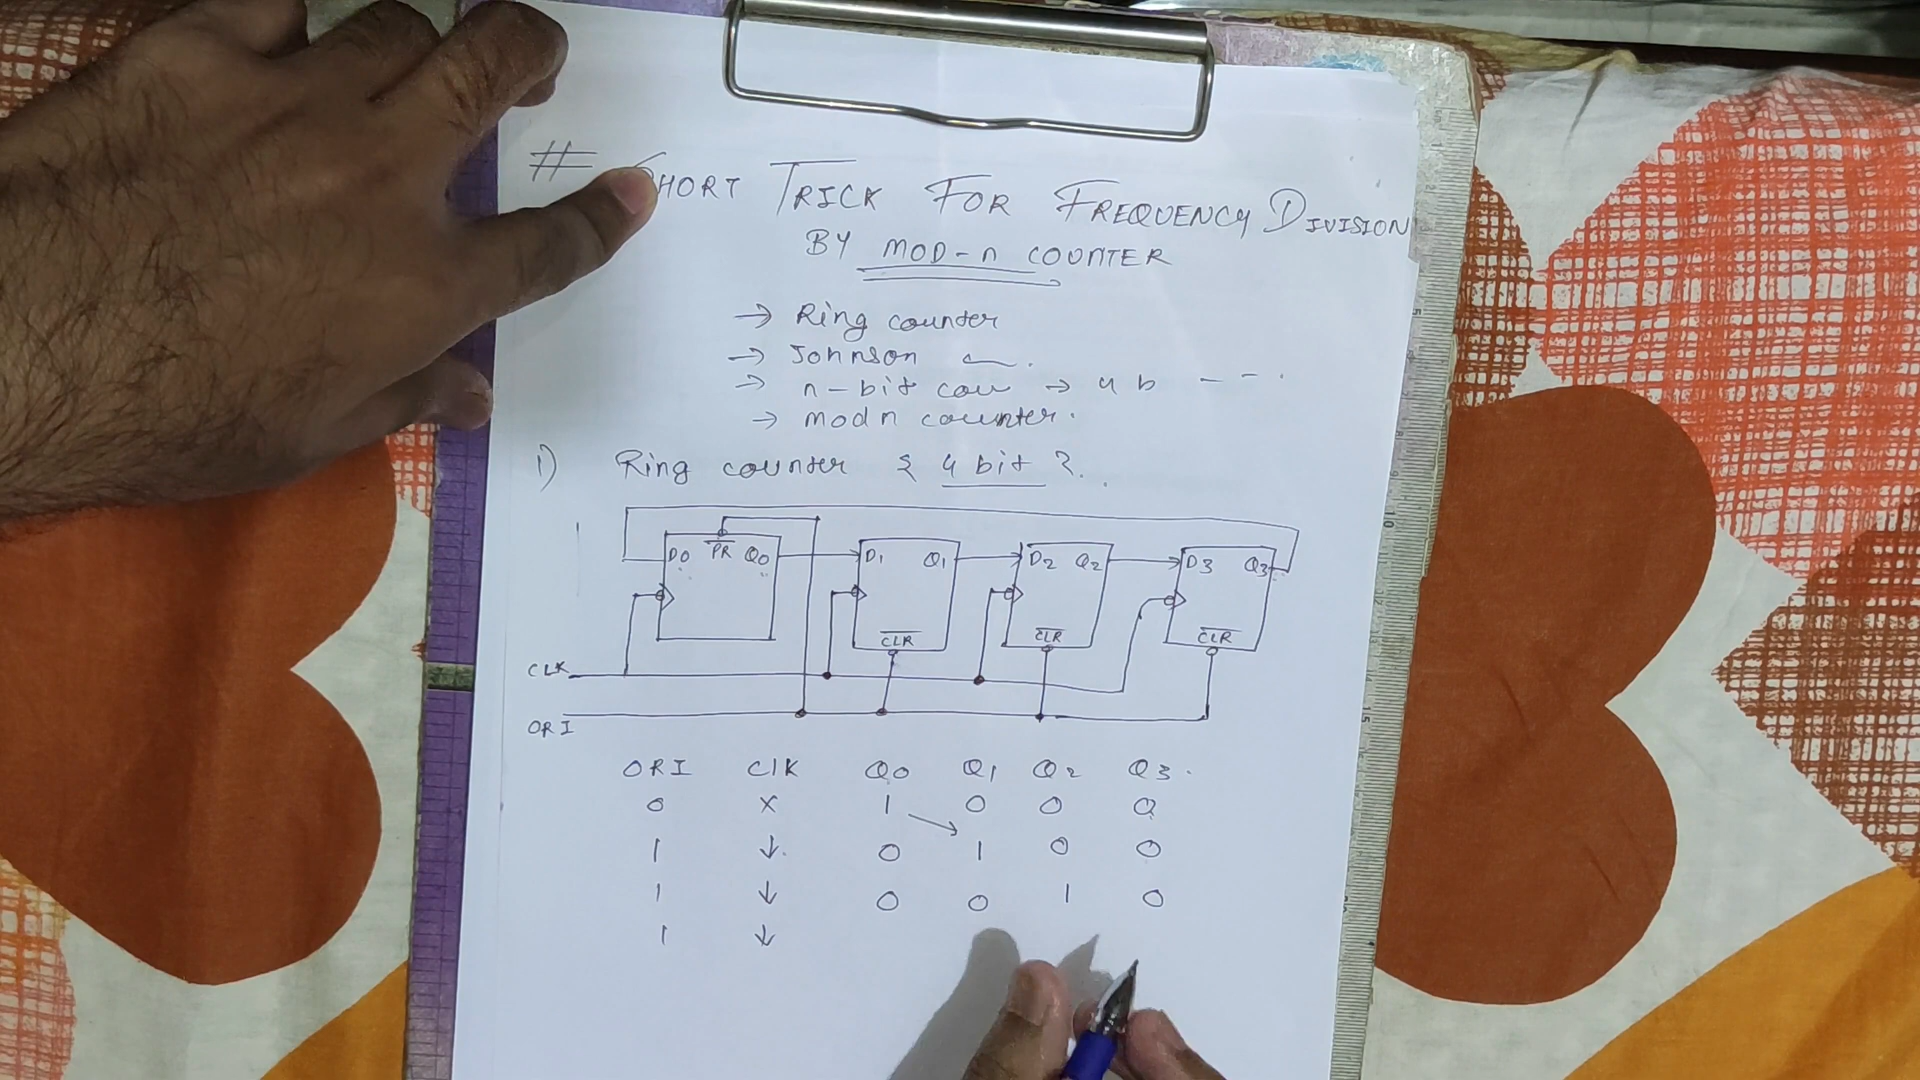 # SHORT TRICK FOR FREQUENCY DIVISION
BY MOD-n COUNTER
→ Ring counter
→ Johnson
→ n-bit cou → 4 b - - .
→ mod n counter.
1) Ring counter { 4 bit }.
D0 PR Q0 D1 Q1 D2 Q2 D3 Q3
CLR CLR CLR
CLK
ORI
ORI CLK Q0 Q1 Q2 Q3
0 X 1 0 0 0
1 ↓ 0 1 0 0
1 ↓ 0 0 1 0
1 ↓